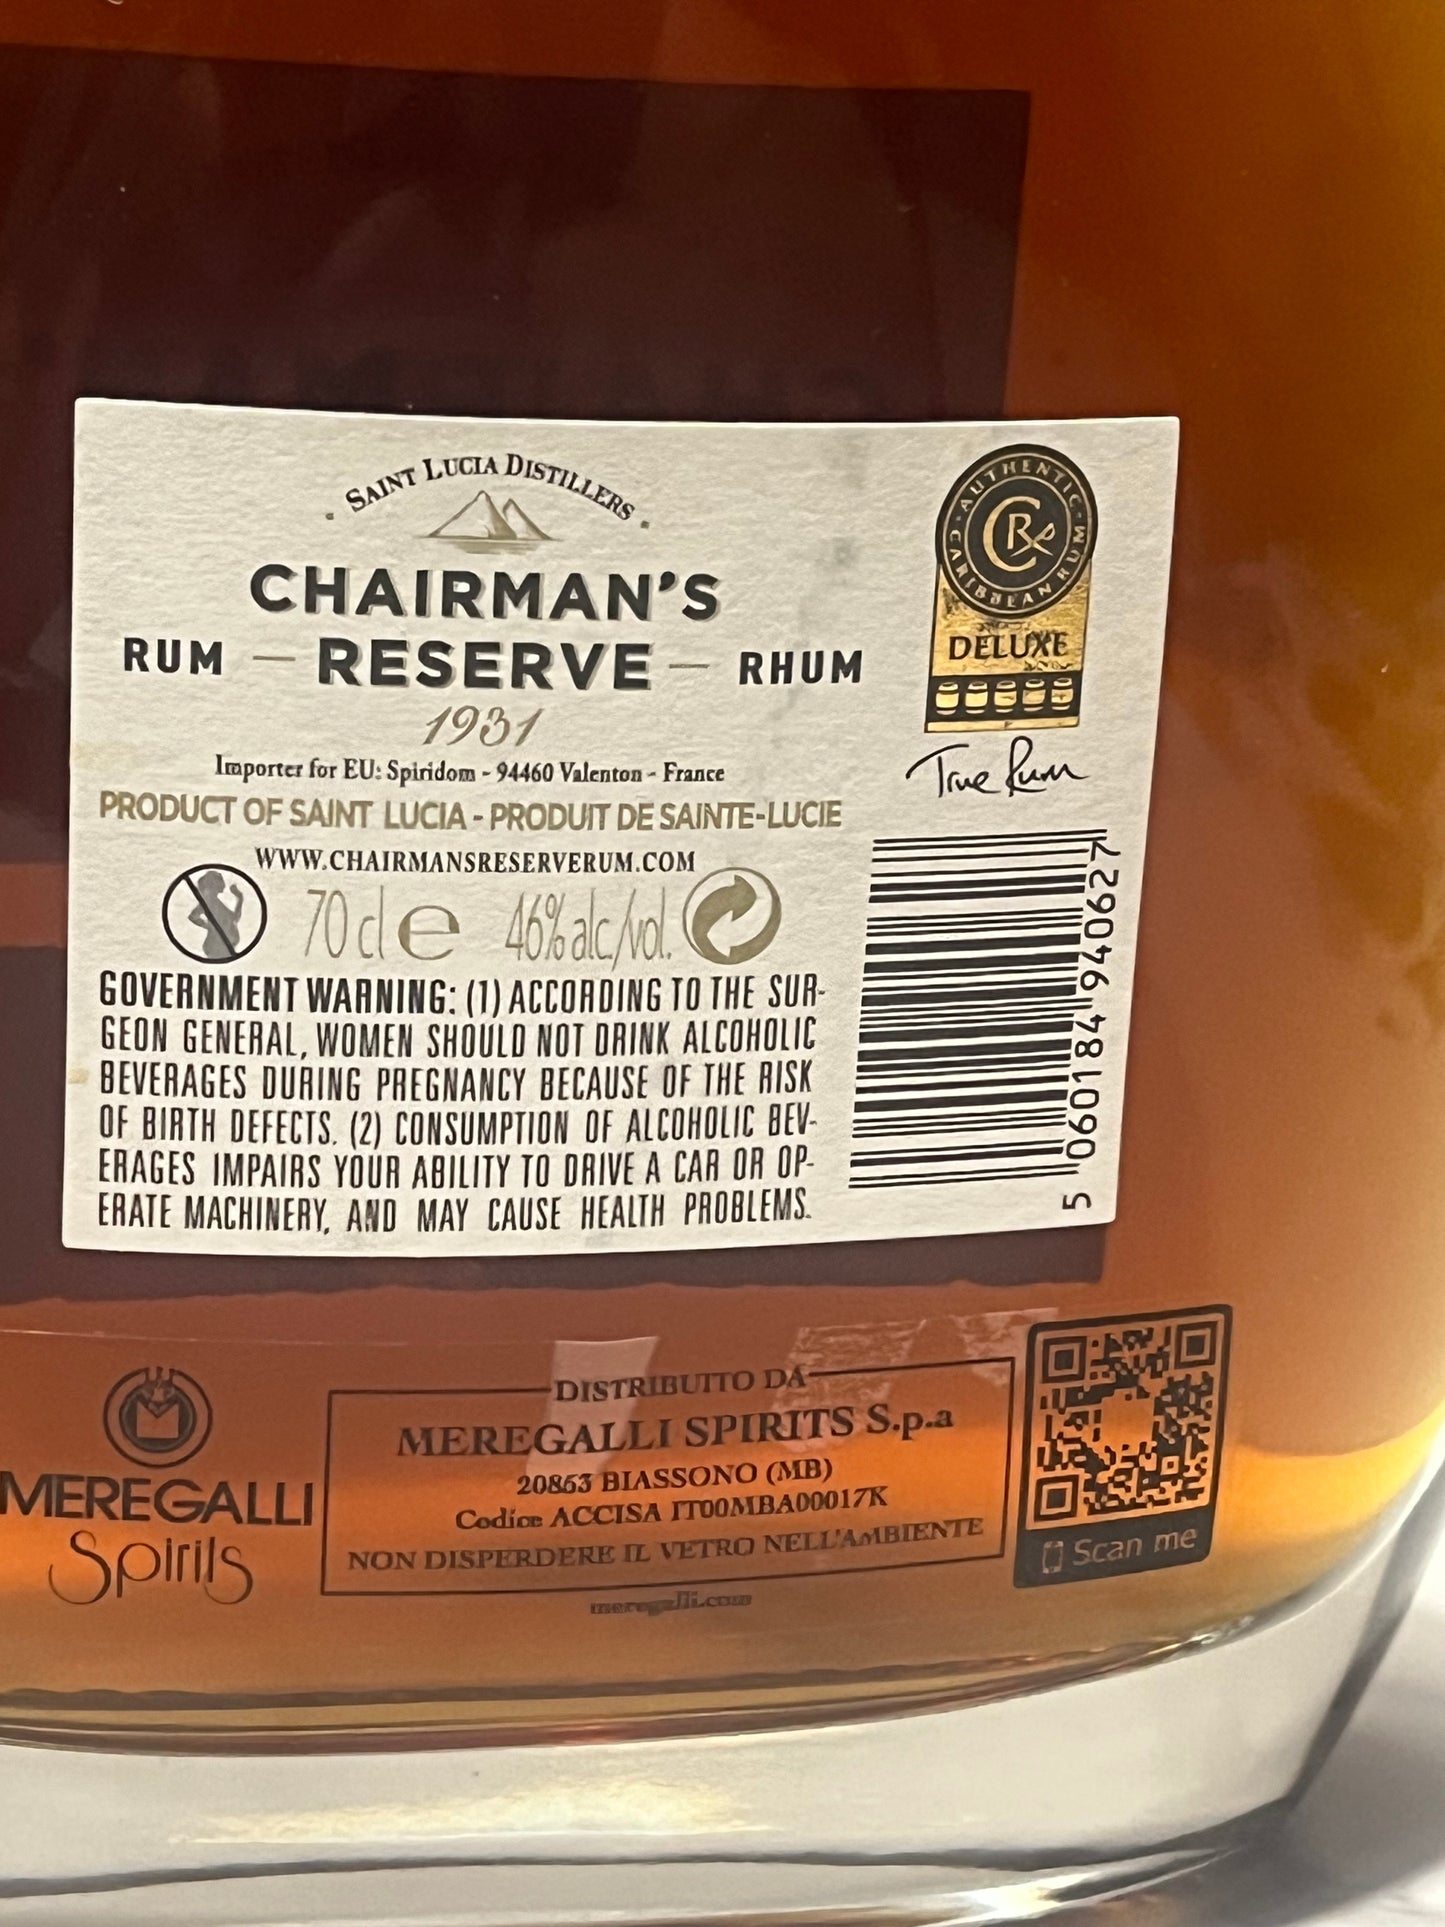 SAINT LUCIA DISTILLERS
CHAIRMAN'S
RUM — RESERVE — RHUM
1931
Importer for EU: Spiridom - 94460 Valenton - France
PRODUCT OF SAINT LUCIA - PRODUIT DE SAINTE-LUCIE
WWW.CHAIRMANSRESERVERUM.COM
70 cl e 46% alc./vol.
GOVERNMENT WARNING: (1) ACCORDING TO THE SUR-
GEON GENERAL, WOMEN SHOULD NOT DRINK ALCOHOLIC
BEVERAGES DURING PREGNANCY BECAUSE OF THE RISK
OF BIRTH DEFECTS. (2) CONSUMPTION OF ALCOHOLIC BEV-
ERAGES IMPAIRS YOUR ABILITY TO DRIVE A CAR OR OP-
ERATE MACHINERY, AND MAY CAUSE HEALTH PROBLEMS.
AUTHENTIC
CR
CARIBBEAN RUM
DELUXE
True Rum
5 060184 940627
MEREGALLI
Spirits
DISTRIBUITO DA
MEREGALLI SPIRITS S.p.a
20863 BIASSONO (MB)
Codice ACCISA IT00MBA00017K
NON DISPERDERE IL VETRO NELL'AMBIENTE
meregalli.com
Scan me